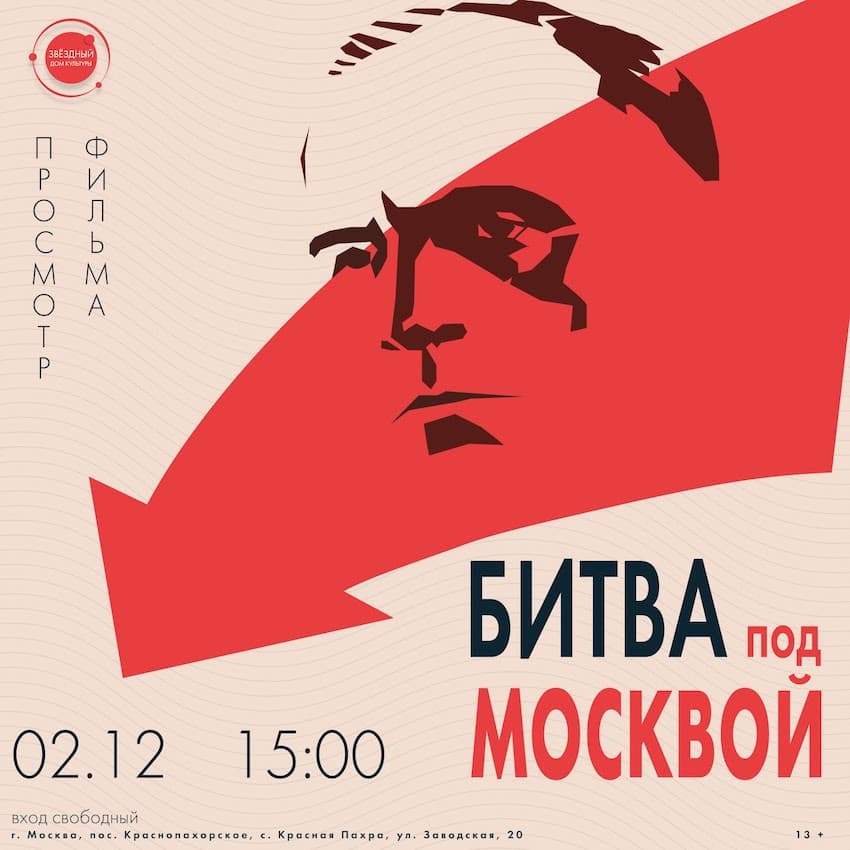 ЗВЁЗДНЫЙ
ДОМ КУЛЬТУРЫ
ПРОСМОТР
ФИЛЬМА
БИТВА под
МОСКВОЙ
02.12 15:00
вход свободный
г. Москва, пос. Краснопахорское, с. Красная Пахра, ул. Заводская, 20
13 +